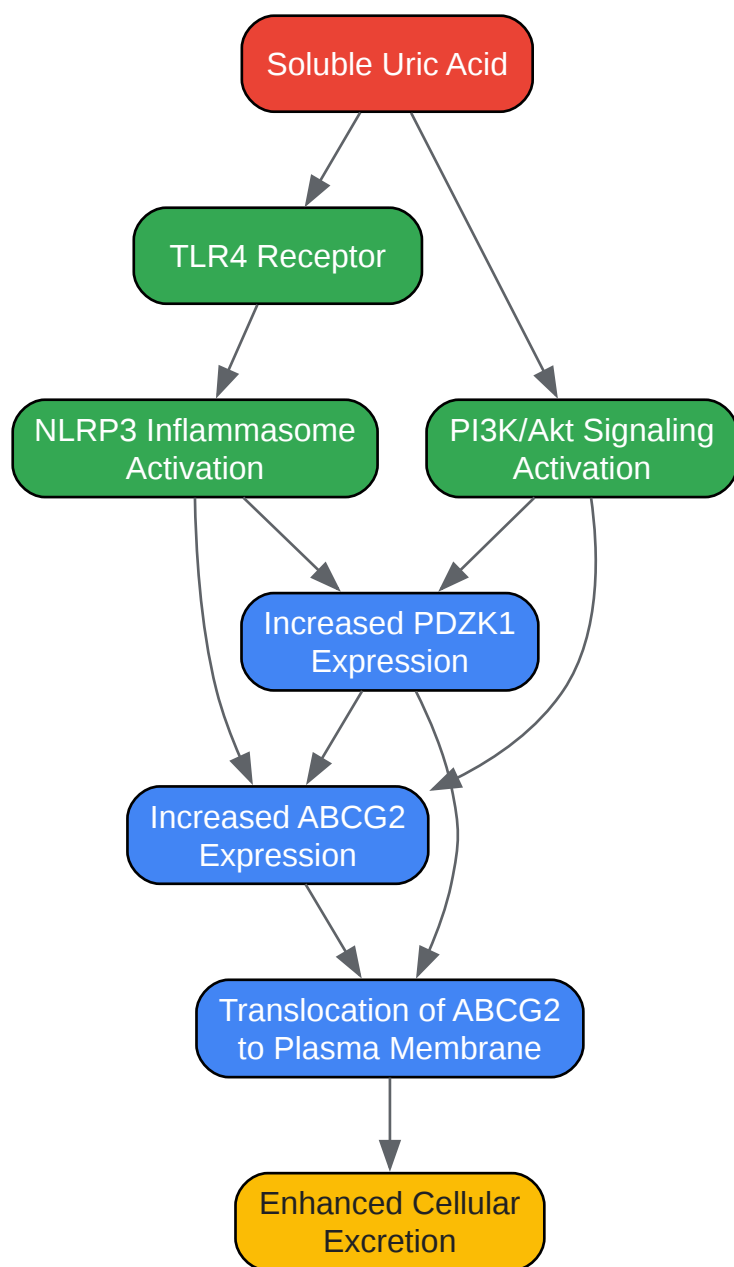 Soluble Uric Acid
TLR4 Receptor
NLRP3 Inflammasome
Activation
PI3K/Akt Signaling
Activation
Increased PDZK1
Expression
Increased ABCG2
Expression
Translocation of ABCG2
to Plasma Membrane
Enhanced Cellular
Excretion